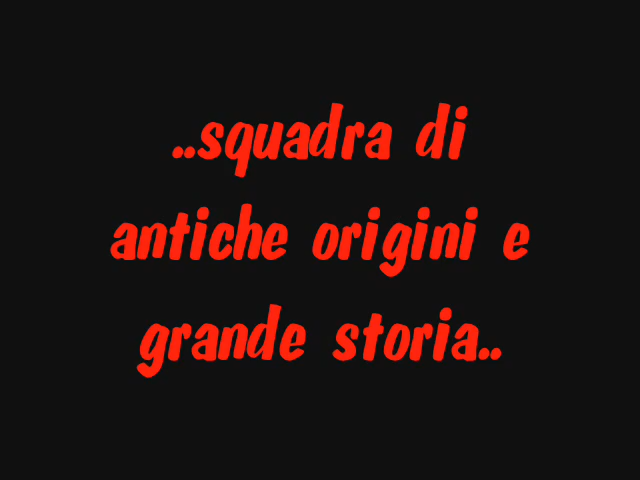 ..squadra di
antiche origini e
grande storia..